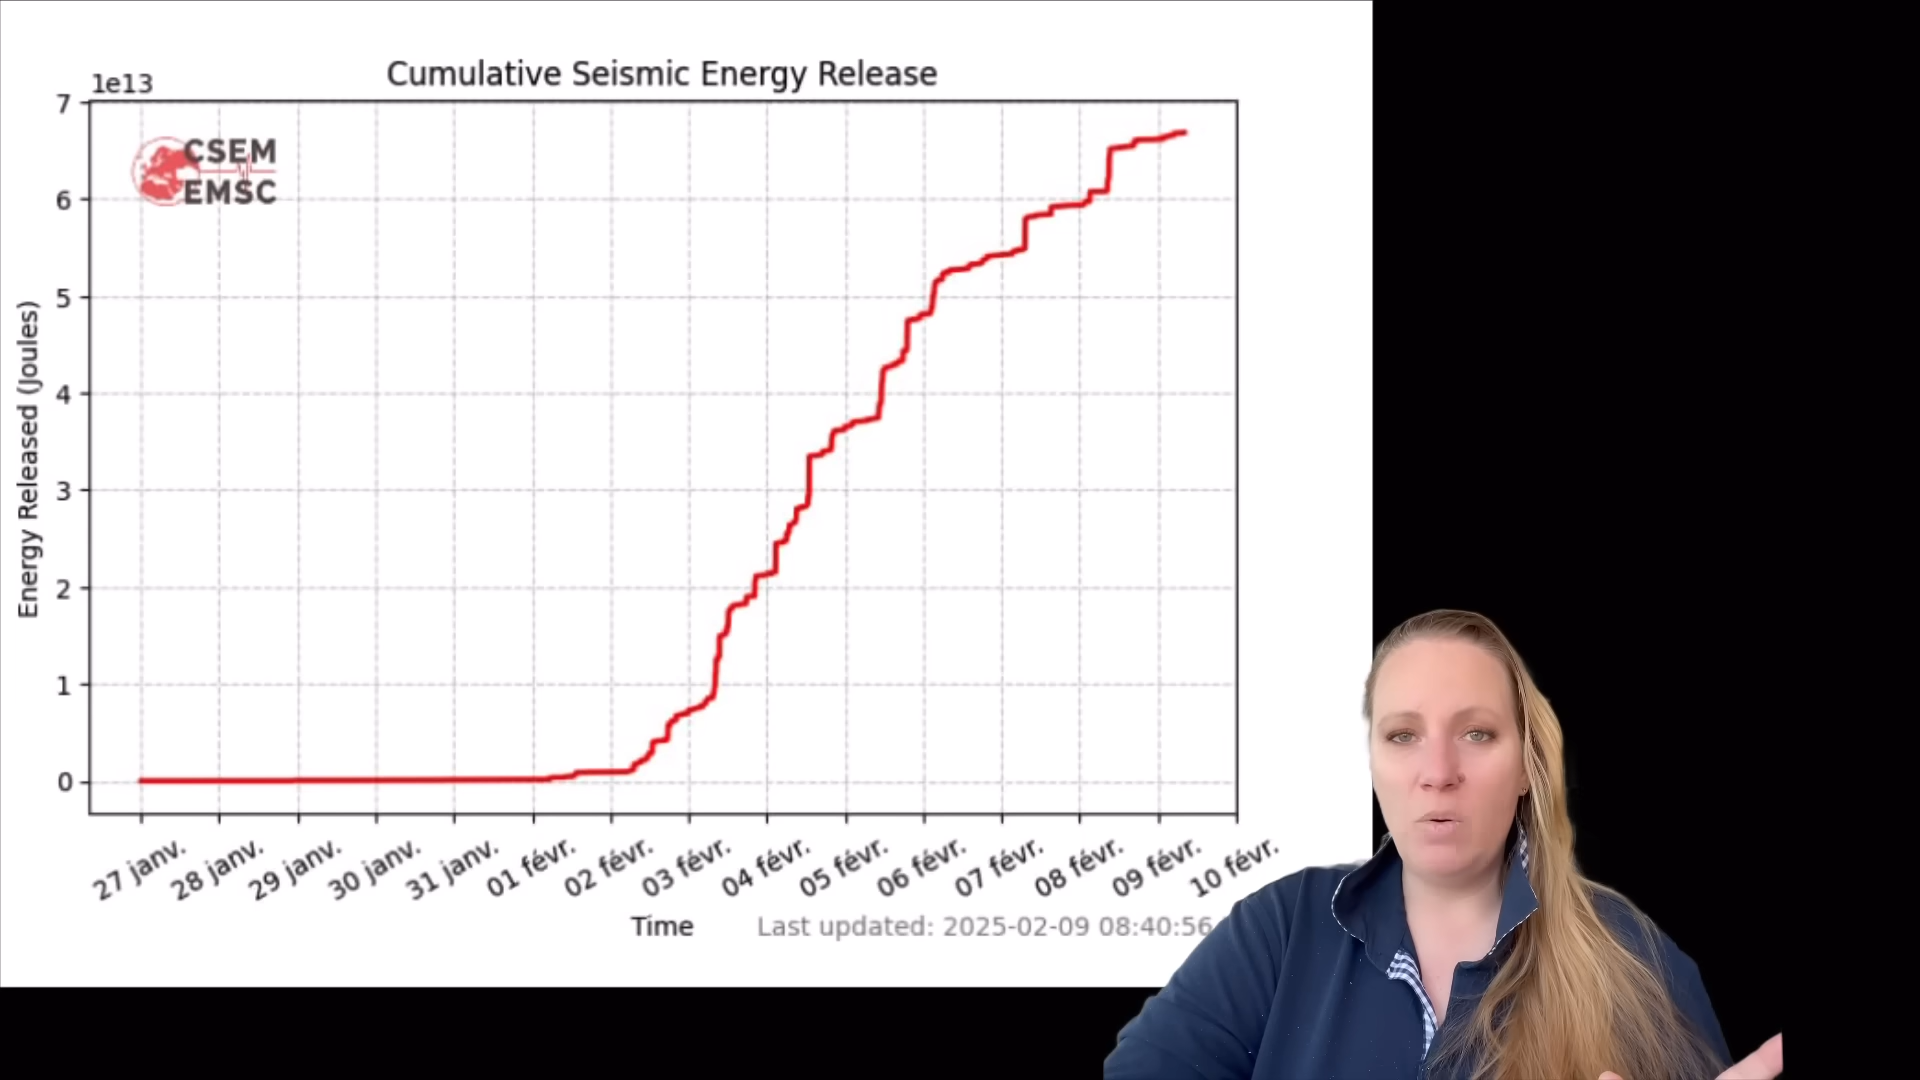 Cumulative Seismic Energy Release
1e13
CSEM
EMSC
7
6
5
4
3
2
1
0
Energy Released (Joules)
27 janv.
28 janv.
29 janv.
30 janv.
31 janv.
01 févr.
02 févr.
03 févr.
04 févr.
05 févr.
06 févr.
07 févr.
08 févr.
09 févr.
10 févr.
Time
Last updated: 2025-02-09 08:40:56